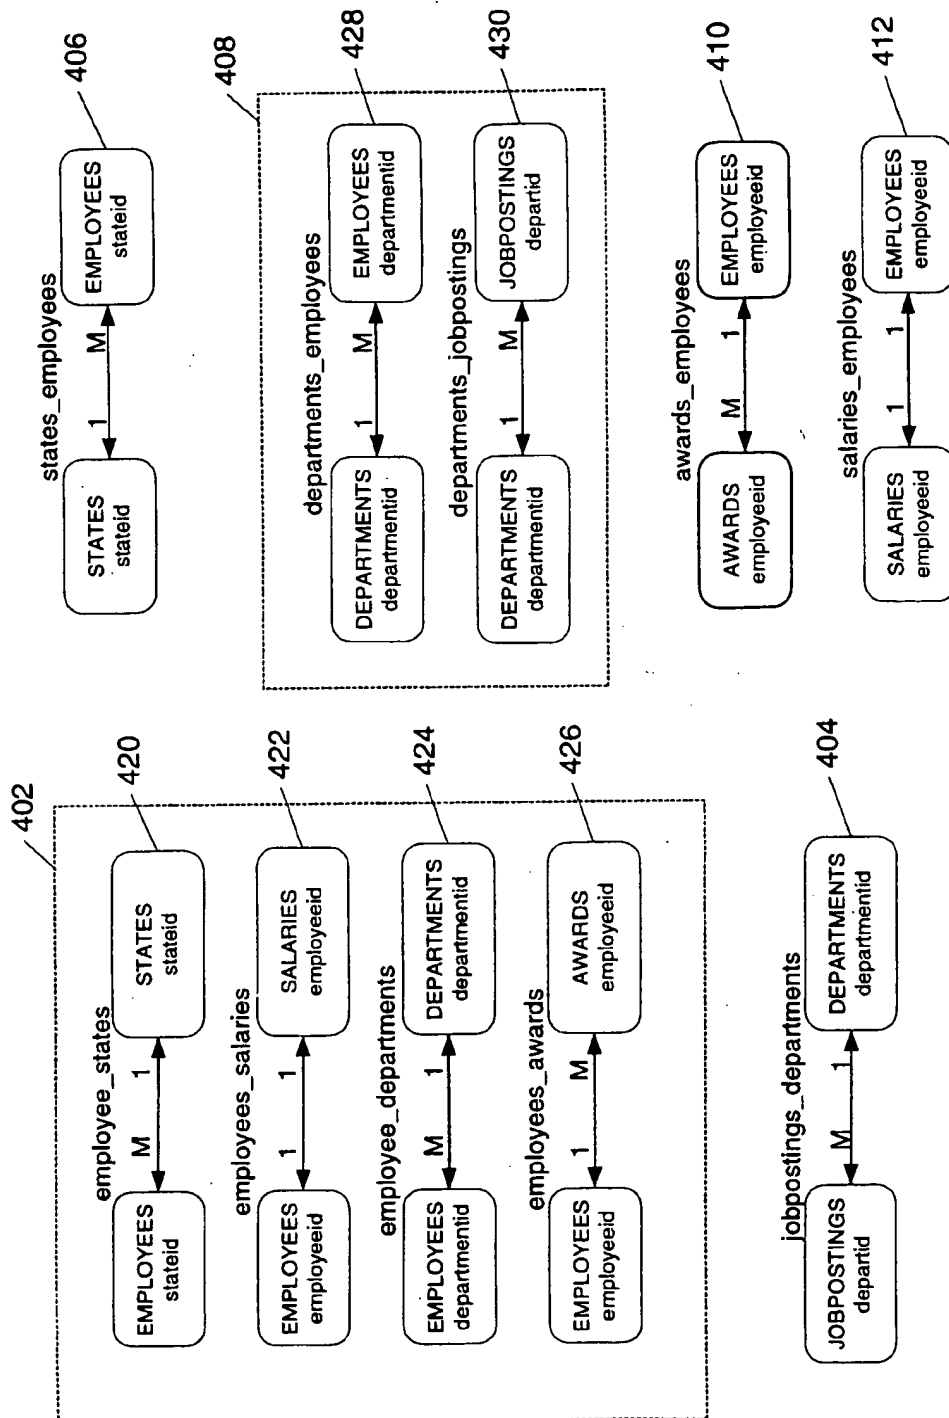 402
employee_states
EMPLOYEES
stateid
M 1
STATES
stateid
420
employees_salaries
EMPLOYEES
employeeid
1 1
SALARIES
employeeid
422
employee_departments
EMPLOYEES
departmentid
M 1
DEPARTMENTS
departmentid
424
employees_awards
EMPLOYEES
employeeid
1 M
AWARDS
employeeid
426
jobpostings_departments
JOBPOSTINGS
departid
M 1
DEPARTMENTS
departmentid
404
states_employees
STATES
stateid
1 M
EMPLOYEES
stateid
406
408
departments_employees
DEPARTMENTS
departmentid
1 M
EMPLOYEES
departmentid
428
departments_jobpostings
DEPARTMENTS
departmentid
1 M
JOBPOSTINGS
departid
430
awards_employees
AWARDS
employeeid
M 1
EMPLOYEES
employeeid
410
salaries_employees
SALARIES
employeeid
1 1
EMPLOYEES
employeeid
412